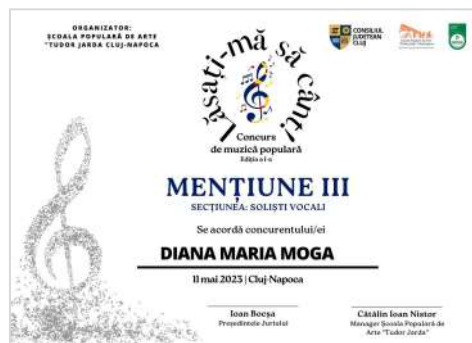 ORGANIZATOR:
ȘCOALA POPULARĂ DE ARTE
"TUDOR JARDA CLUJ-NAPOCA
CONSILIUL
JUDEȚEAN
CLUJ
Lăsați-mă să cânt!
Concurs
de muzică populară
Ediția a I-a
MENȚIUNE III
SECȚIUNEA: SOLIȘTI VOCALI
Se acordă concurentului/ei
DIANA MARIA MOGA
11 mai 2023 | Cluj-Napoca
Ioan Bocșa
Președintele Juriului
Cătălin Ioan Nistor
Manager Școala Populară de
Arte "Tudor Jarda"